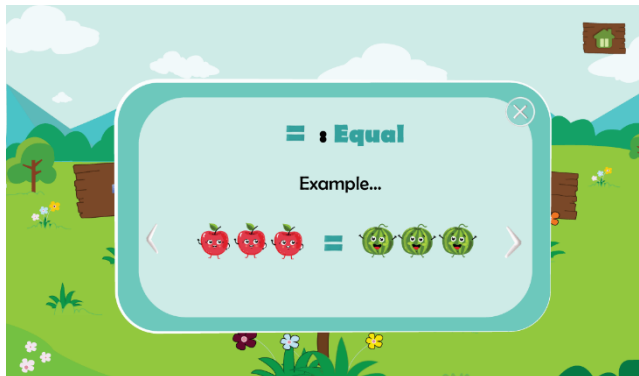 = : Equal
Example...
=